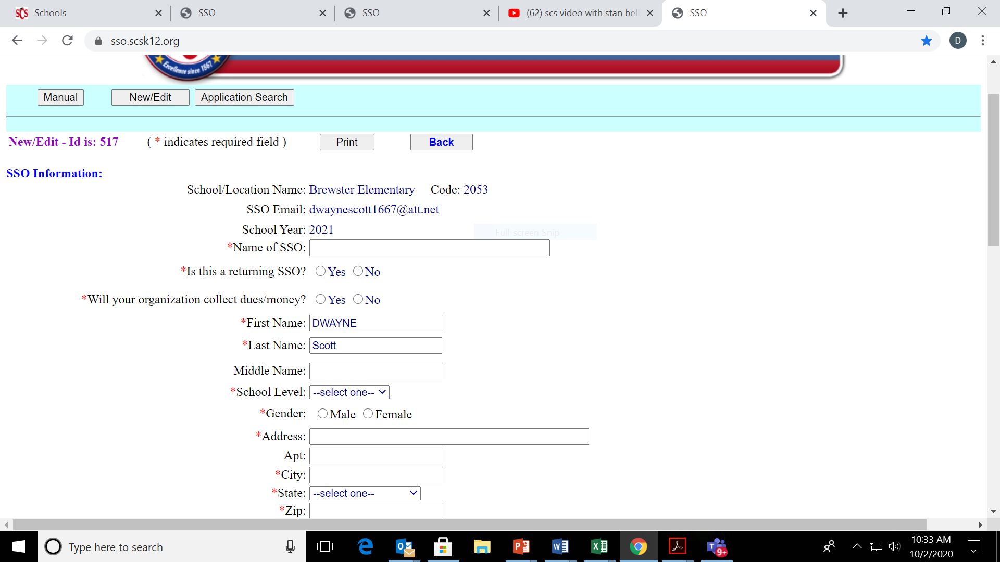 Schools
SSO
SSO
(62) scs video with stan bell
SSO
sso.scsk12.org
D
Excellence since 1867
Manual New/Edit Application Search
New/Edit - Id is: 517 ( * indicates required field ) Print Back
SSO Information:
School/Location Name: Brewster Elementary Code: 2053
SSO Email: dwaynescott1667@att.net
School Year: 2021
Full-screen Snip
*Name of SSO:
*Is this a returning SSO? Yes No
*Will your organization collect dues/money? Yes No
*First Name: DWAYNE
*Last Name: Scott
Middle Name:
*School Level: --select one--
*Gender: Male Female
*Address:
Apt:
*City:
*State: --select one--
*Zip:
Type here to search
9+
10:33 AM
10/2/2020